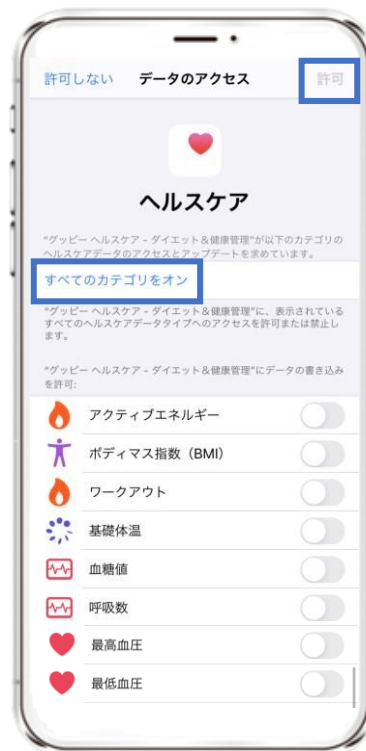 許可しない データのアクセス 許可
ヘルスケア
"グッピー ヘルスケア - ダイエット＆健康管理"が以下のカテゴリの
ヘルスケアデータのアクセスとアップデートを求めています。
すべてのカテゴリをオン
"グッピー ヘルスケア - ダイエット＆健康管理"に、表示されている
すべてのヘルスケアデータタイプへのアクセスを許可または禁止し
ます。
"グッピー ヘルスケア - ダイエット＆健康管理"にデータの書き込み
を許可:
アクティブエネルギー
ボディマス指数（BMI）
ワークアウト
基礎体温
血糖値
呼吸数
最高血圧
最低血圧